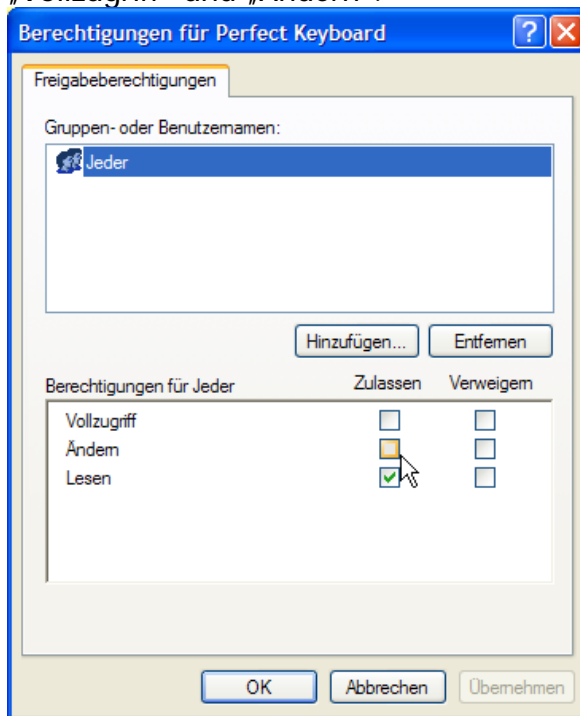 „Vollzugriff“ und „Ändern“.
Berechtigungen für Perfect Keyboard
Freigabeberechtigungen
Gruppen- oder Benutzernamen:
Jeder
Hinzufügen... Entfernen
Berechtigungen für Jeder Zulassen Verweigern
Vollzugriff
Ändern
Lesen
OK Abbrechen Übernehmen